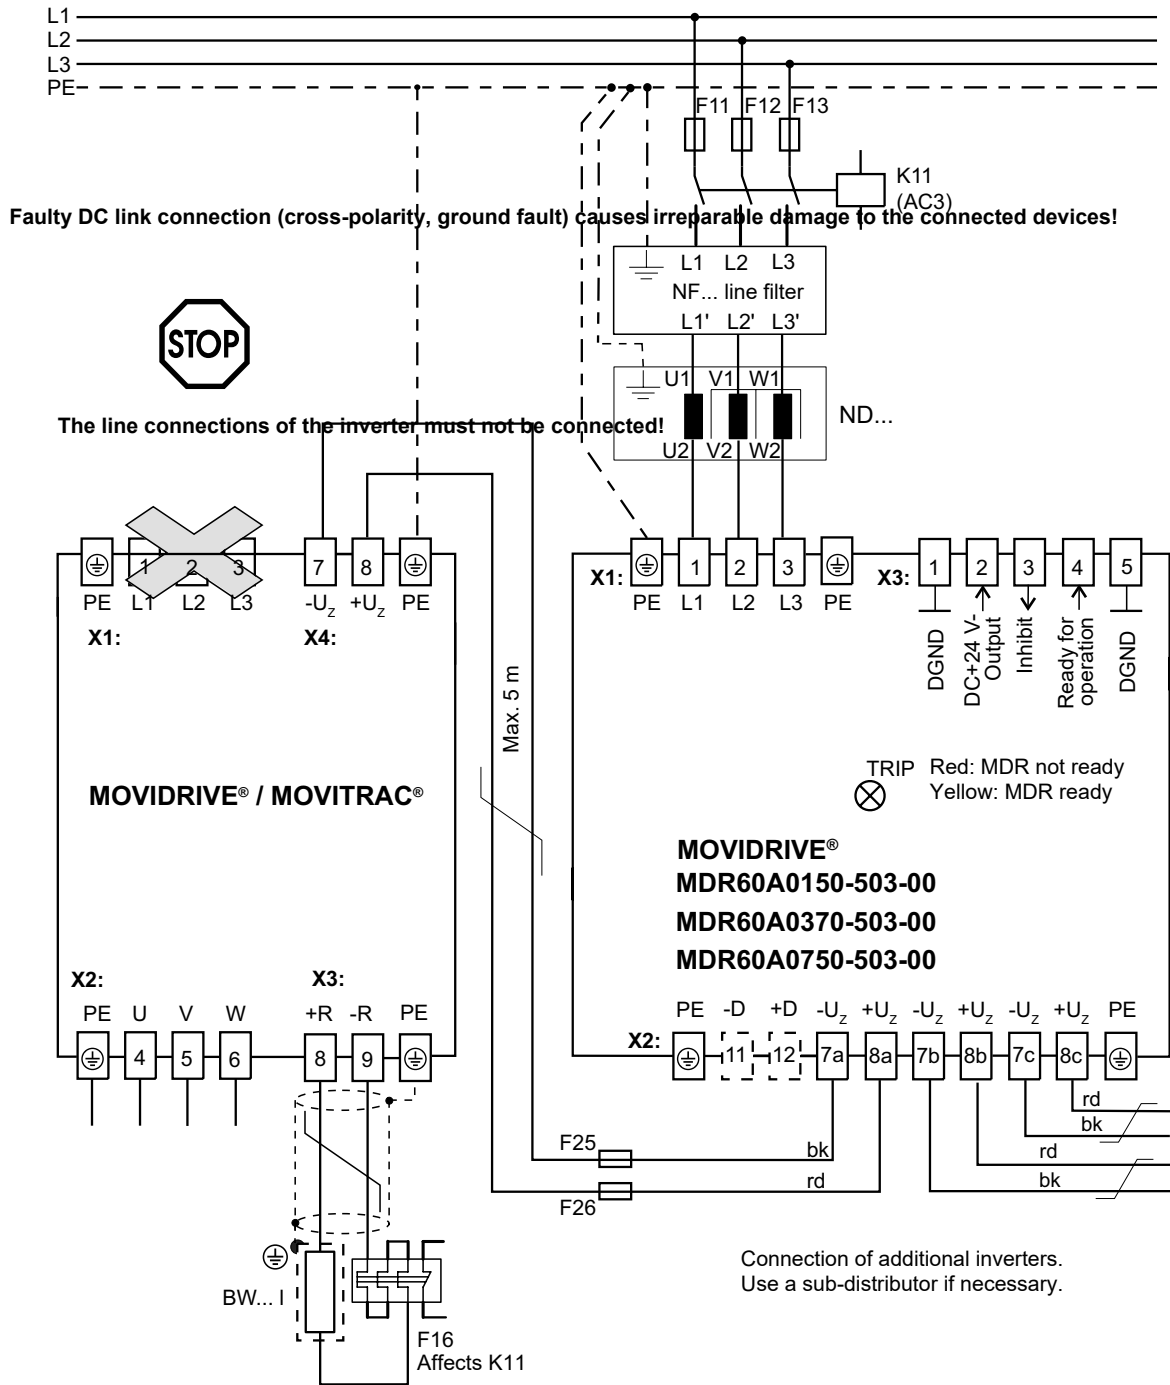 L1
L2
L3
PE
F11 F12 F13
K11
(AC3)
Faulty DC link connection (cross-polarity, ground fault) causes irreparable damage to the connected devices!
L1 L2 L3
NF... line filter
L1' L2' L3'
STOP
U1 V1 W1
ND...
The line connections of the inverter must not be connected!
U2 V2 W2
1 2 3 7 8
PE L1 L2 L3 -UZ +UZ PE
X1: X4:
X1: 1 2 3
PE L1 L2 L3 PE
X3: 1 2 3 4 5
DGND
DC+24 V-
Output
Inhibit
Ready for
operation
DGND
Max. 5 m
TRIP Red: MDR not ready
Yellow: MDR ready
MOVIDRIVE® / MOVITRAC®
MOVIDRIVE®
MDR60A0150-503-00
MDR60A0370-503-00
MDR60A0750-503-00
X2: X3:
PE U V W +R -R PE
4 5 6 8 9
PE -D +D -UZ +UZ -UZ +UZ -UZ +UZ PE
X2: 11 12 7a 8a 7b 8b 7c 8c
rd
bk
rd
bk
F25 bk
rd
F26
Connection of additional inverters.
Use a sub-distributor if necessary.
BW... I
F16
Affects K11